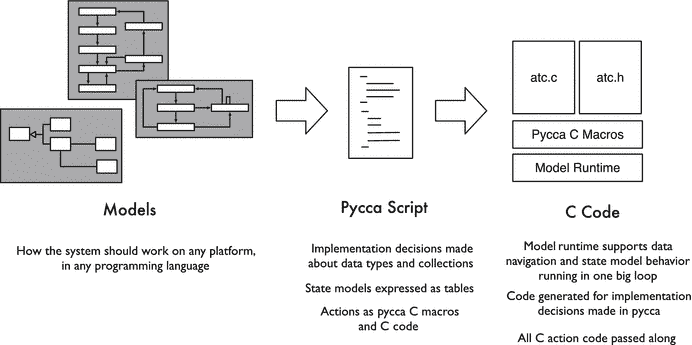 atc.c
atc.h
Pycca C Macros
Model Runtime
Models
Pycca Script
C Code
How the system should work on any platform,
in any programming language
Implementation decisions made
about data types and collections
State models expressed as tables
Actions as pycca C macros
and C code
Model runtime supports data
navigation and state model behavior
running in one big loop
Code generated for implementation
decisions made in pycca
All C action code passed along